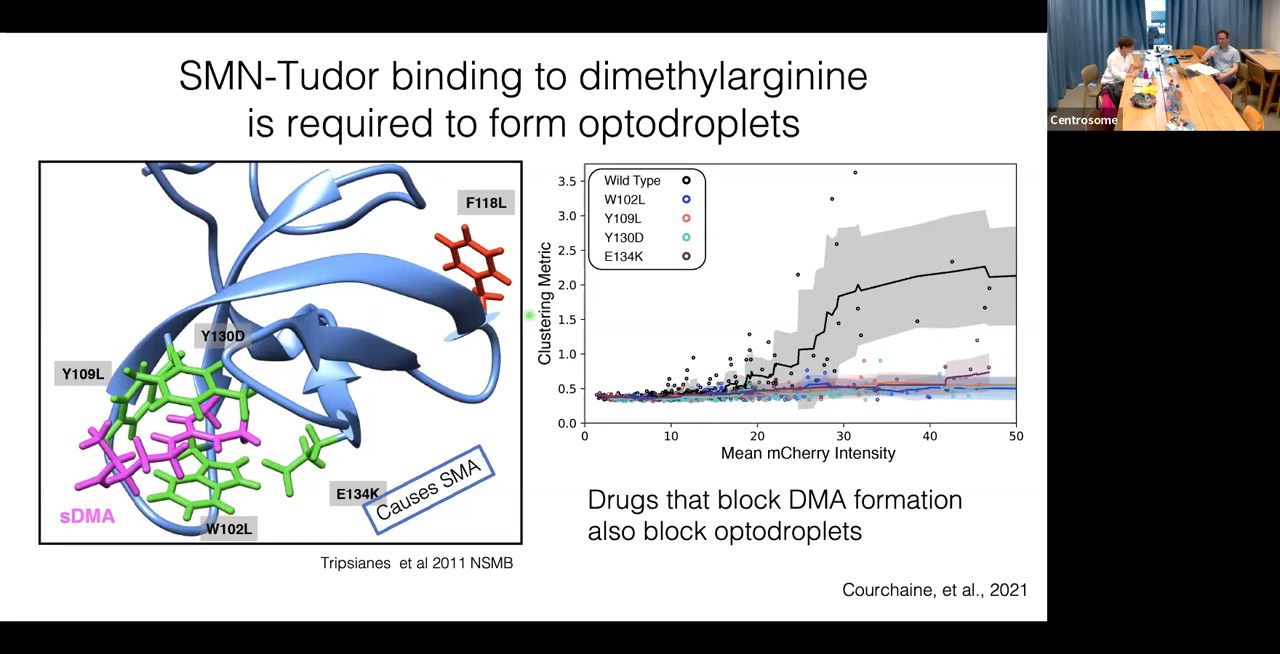 SMN-Tudor binding to dimethylarginine
is required to form optodroplets
F118L
Y130D
Y109L
sDMA
W102L
E134K
Causes SMA
Tripsianes et al 2011 NSMB
Wild Type
W102L
Y109L
Y130D
E134K
Clustering Metric
3.5
3.0
2.5
2.0
1.5
1.0
0.5
0.0
0 10 20 30 40 50
Mean mCherry Intensity
Drugs that block DMA formation
also block optodroplets
Courchaine, et al., 2021
Centrosome